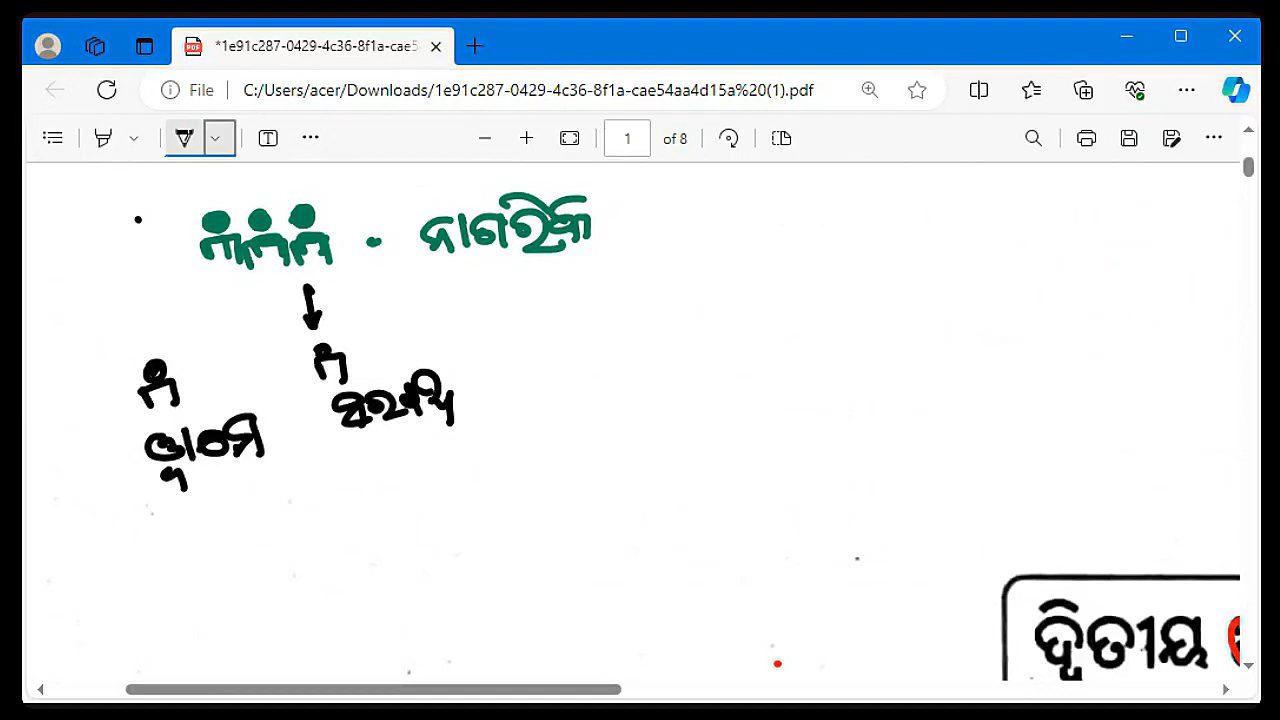 *1e91c287-0429-4c36-8f1a-cae5
File C:/Users/acer/Downloads/1e91c287-0429-4c36-8f1a-cae54aa4d15a%20(1).pdf
1 of 8
ନାଗରିକ
ଦ୍ୱିତୀୟ